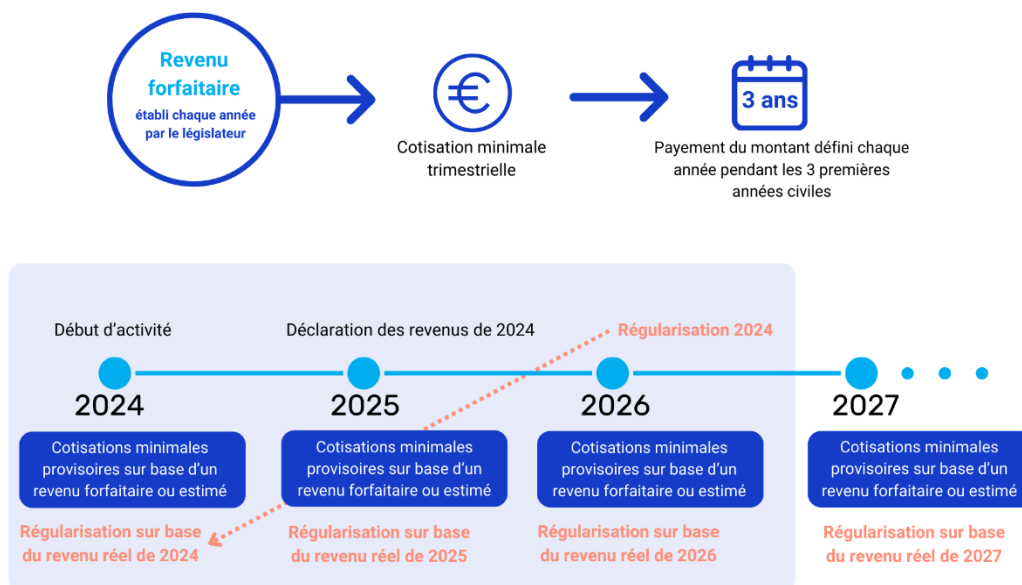 Revenu
forfaitaire
établi chaque année
par le législateur
€
Cotisation minimale
trimestrielle
3 ans
Payement du montant défini chaque
année pendant les 3 premières
années civiles
Début d’activité
Déclaration des revenus de 2024
Régularisation 2024
2024
2025
2026
2027
Cotisations minimales
provisoires sur base d’un
revenu forfaitaire ou estimé
Cotisations minimales
provisoires sur base d’un
revenu forfaitaire ou estimé
Cotisations minimales
provisoires sur base d’un
revenu forfaitaire ou estimé
Cotisations minimales
provisoires sur base d’un
revenu forfaitaire ou estimé
Régularisation sur base
du revenu réel de 2024
Régularisation sur base
du revenu réel de 2025
Régularisation sur base
du revenu réel de 2026
Régularisation sur base
du revenu réel de 2027